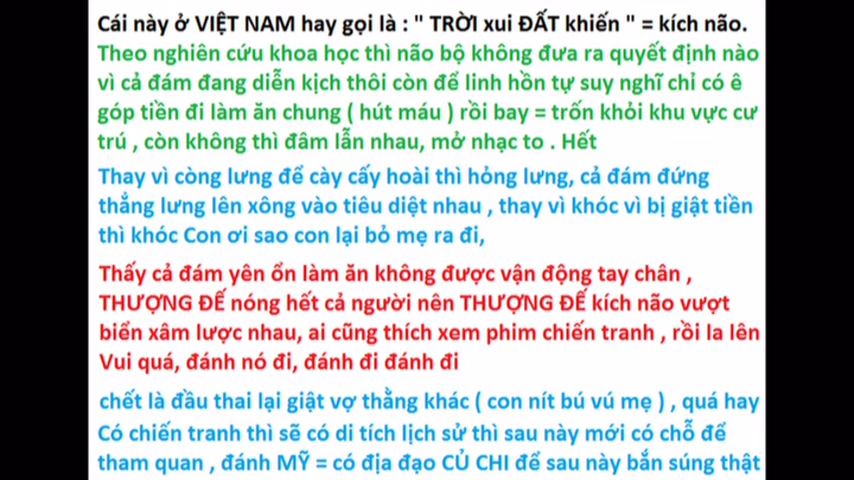 Cái này ở VIỆT NAM hay gọi là : " TRỜI xui ĐẤT khiến " = kích não.
Theo nghiên cứu khoa học thì não bộ không đưa ra quyết định nào
vì cả đám đang diễn kịch thôi còn để linh hồn tự suy nghĩ chỉ có ê
góp tiền đi làm ăn chung ( hút máu ) rồi bay = trốn khỏi khu vực cư
trú , còn không thì đâm lẫn nhau, mở nhạc to . Hết
Thay vì còng lưng để cày cấy hoài thì hỏng lưng, cả đám đứng
thẳng lưng lên xông vào tiêu diệt nhau , thay vì khóc vì bị giật tiền
thì khóc Con ơi sao con lại bỏ mẹ ra đi,
Thấy cả đám yên ổn làm ăn không được vận động tay chân ,
THƯỢNG ĐẾ nóng hết cả người nên THƯỢNG ĐẾ kích não vượt
biển xâm lược nhau, ai cũng thích xem phim chiến tranh , rồi la lên
Vui quá, đánh nó đi, đánh đi đánh đi
chết là đầu thai lại giật vợ thằng khác ( con nít bú vú mẹ ) , quá hay
Có chiến tranh thì sẽ có di tích lịch sử thì sau này mới có chỗ để
tham quan , đánh MỸ = có địa đạo CỦ CHI để sau này bắn súng thật